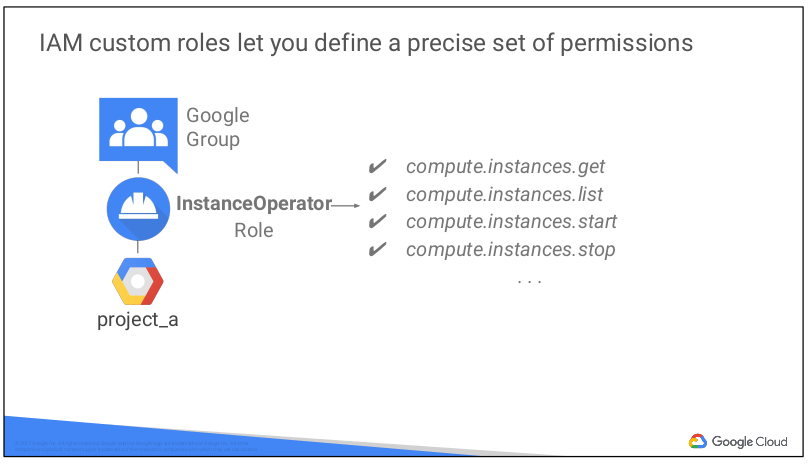 IAM custom roles let you define a precise set of permissions
Google
Group
InstanceOperator
Role
project_a
✔ compute.instances.get
✔ compute.instances.list
✔ compute.instances.start
✔ compute.instances.stop
. . .
Google Cloud